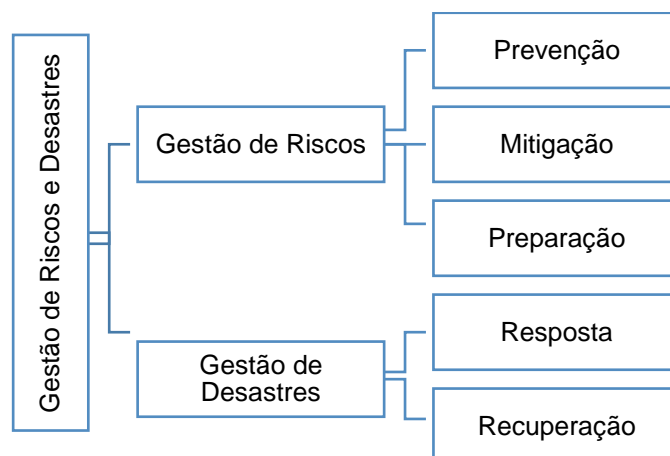 Gestão de Riscos e Desastres
Gestão de Riscos
Prevenção
Mitigação
Preparação
Gestão de
Desastres
Resposta
Recuperação